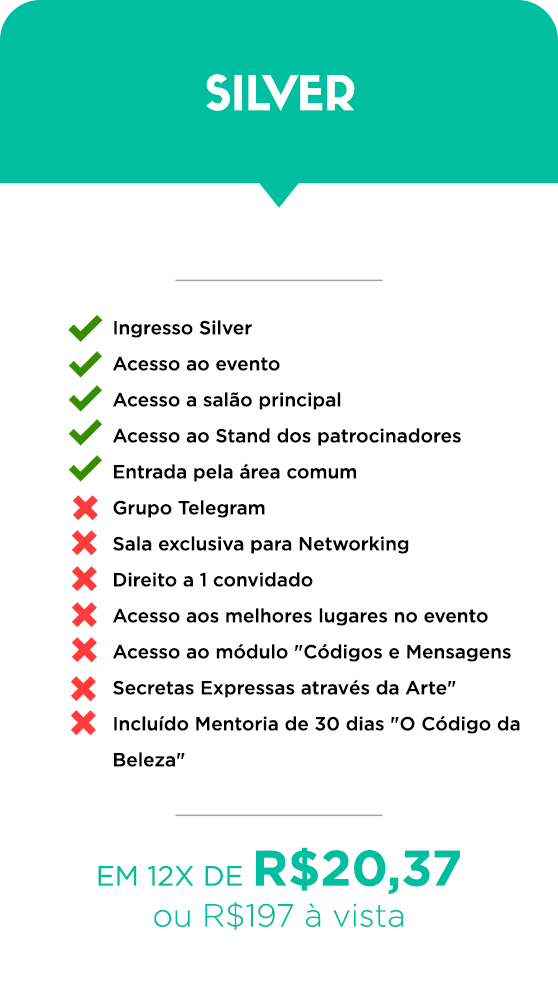 SILVER
Ingresso Silver
Acesso ao evento
Acesso a salão principal
Acesso ao Stand dos patrocinadores
Entrada pela área comum
Grupo Telegram
Sala exclusiva para Networking
Direito a 1 convidado
Acesso aos melhores lugares no evento
Acesso ao módulo "Códigos e Mensagens
Secretas Expressas através da Arte"
Incluído Mentoria de 30 dias "O Código da
Beleza"
EM 12X DE R$20,37
ou R$197 à vista